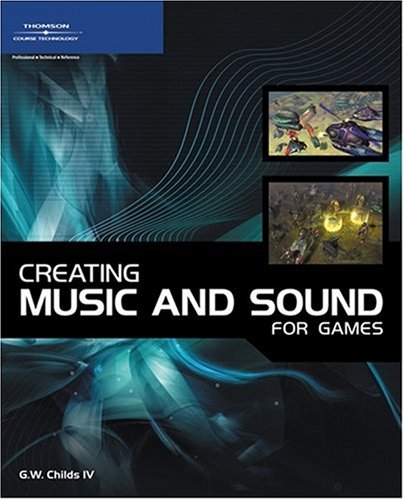 THOMSON
COURSE TECHNOLOGY
Professional ■ Technical ■ Reference
CREATING
MUSIC AND SOUND
FOR GAMES
G.W. Childs IV